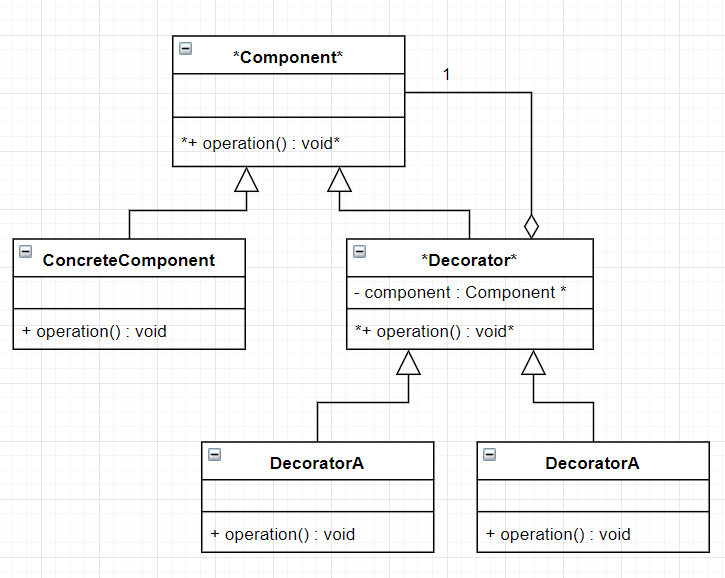 *Component*
1
*+ operation() : void*
ConcreteComponent
+ operation() : void
*Decorator*
- component : Component *
*+ operation() : void*
DecoratorA
+ operation() : void
DecoratorA
+ operation() : void